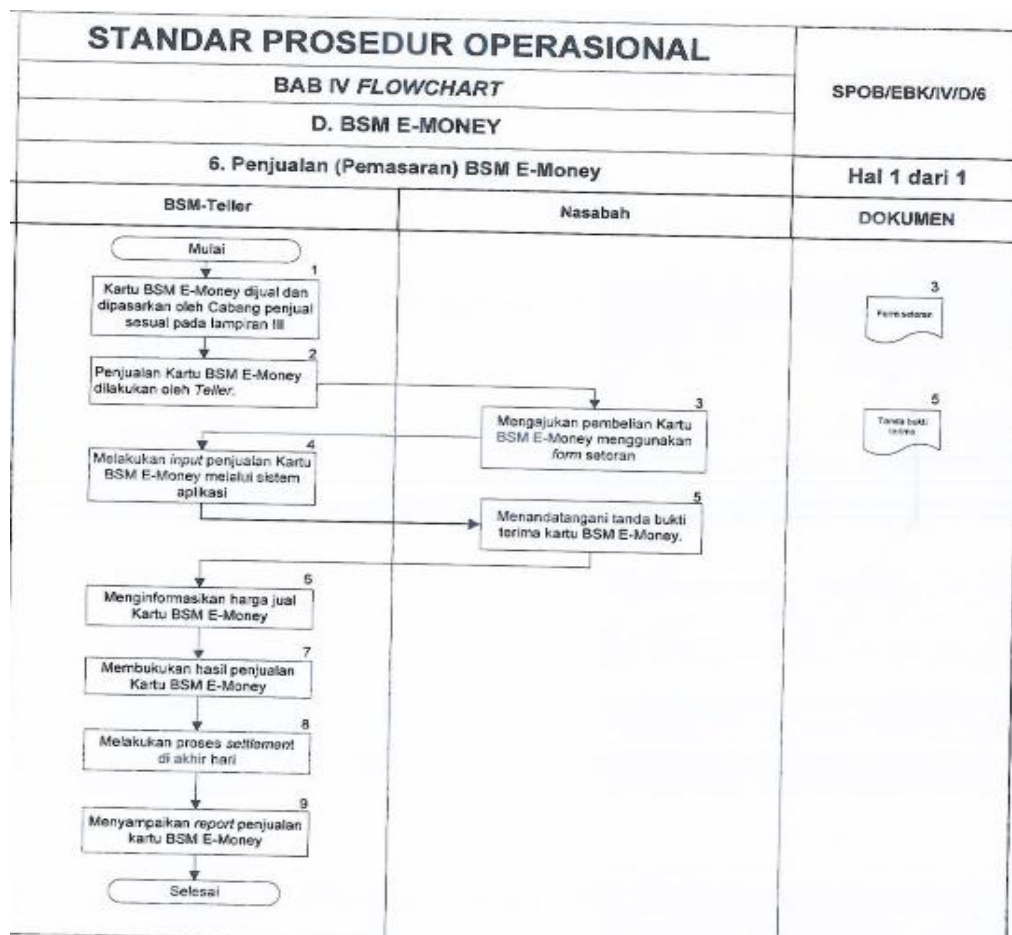 STANDAR PROSEDUR OPERASIONAL
BAB IV FLOWCHART
SPOB/EBK/IV/D/6
D. BSM E-MONEY
6. Penjualan (Pemasaran) BSM E-Money
Hal 1 dari 1
BSM-Teller
Nasabah
DOKUMEN
Mulai
1
Kartu BSM E-Money dijual dan
dipasarkan oleh Cabang penjual
sesuai pada lampiran III
3
Form setoran
2
Penjualan Kartu BSM E-Money
dilakukan oleh Teller.
3
Mengajukan pembelian Kartu
BSM E-Money menggunakan
form setoran
5
Tanda bukti
terima
4
Melakukan input penjualan Kartu
BSM E-Money melalui sistem
aplikasi
5
Menandatangani tanda bukti
terima kartu BSM E-Money.
6
Menginformasikan harga jual
Kartu BSM E-Money
7
Membukukan hasil penjualan
Kartu BSM E-Money
8
Melakukan proses settlement
di akhir hari
9
Menyampaikan report penjualan
kartu BSM E-Money
Selesai